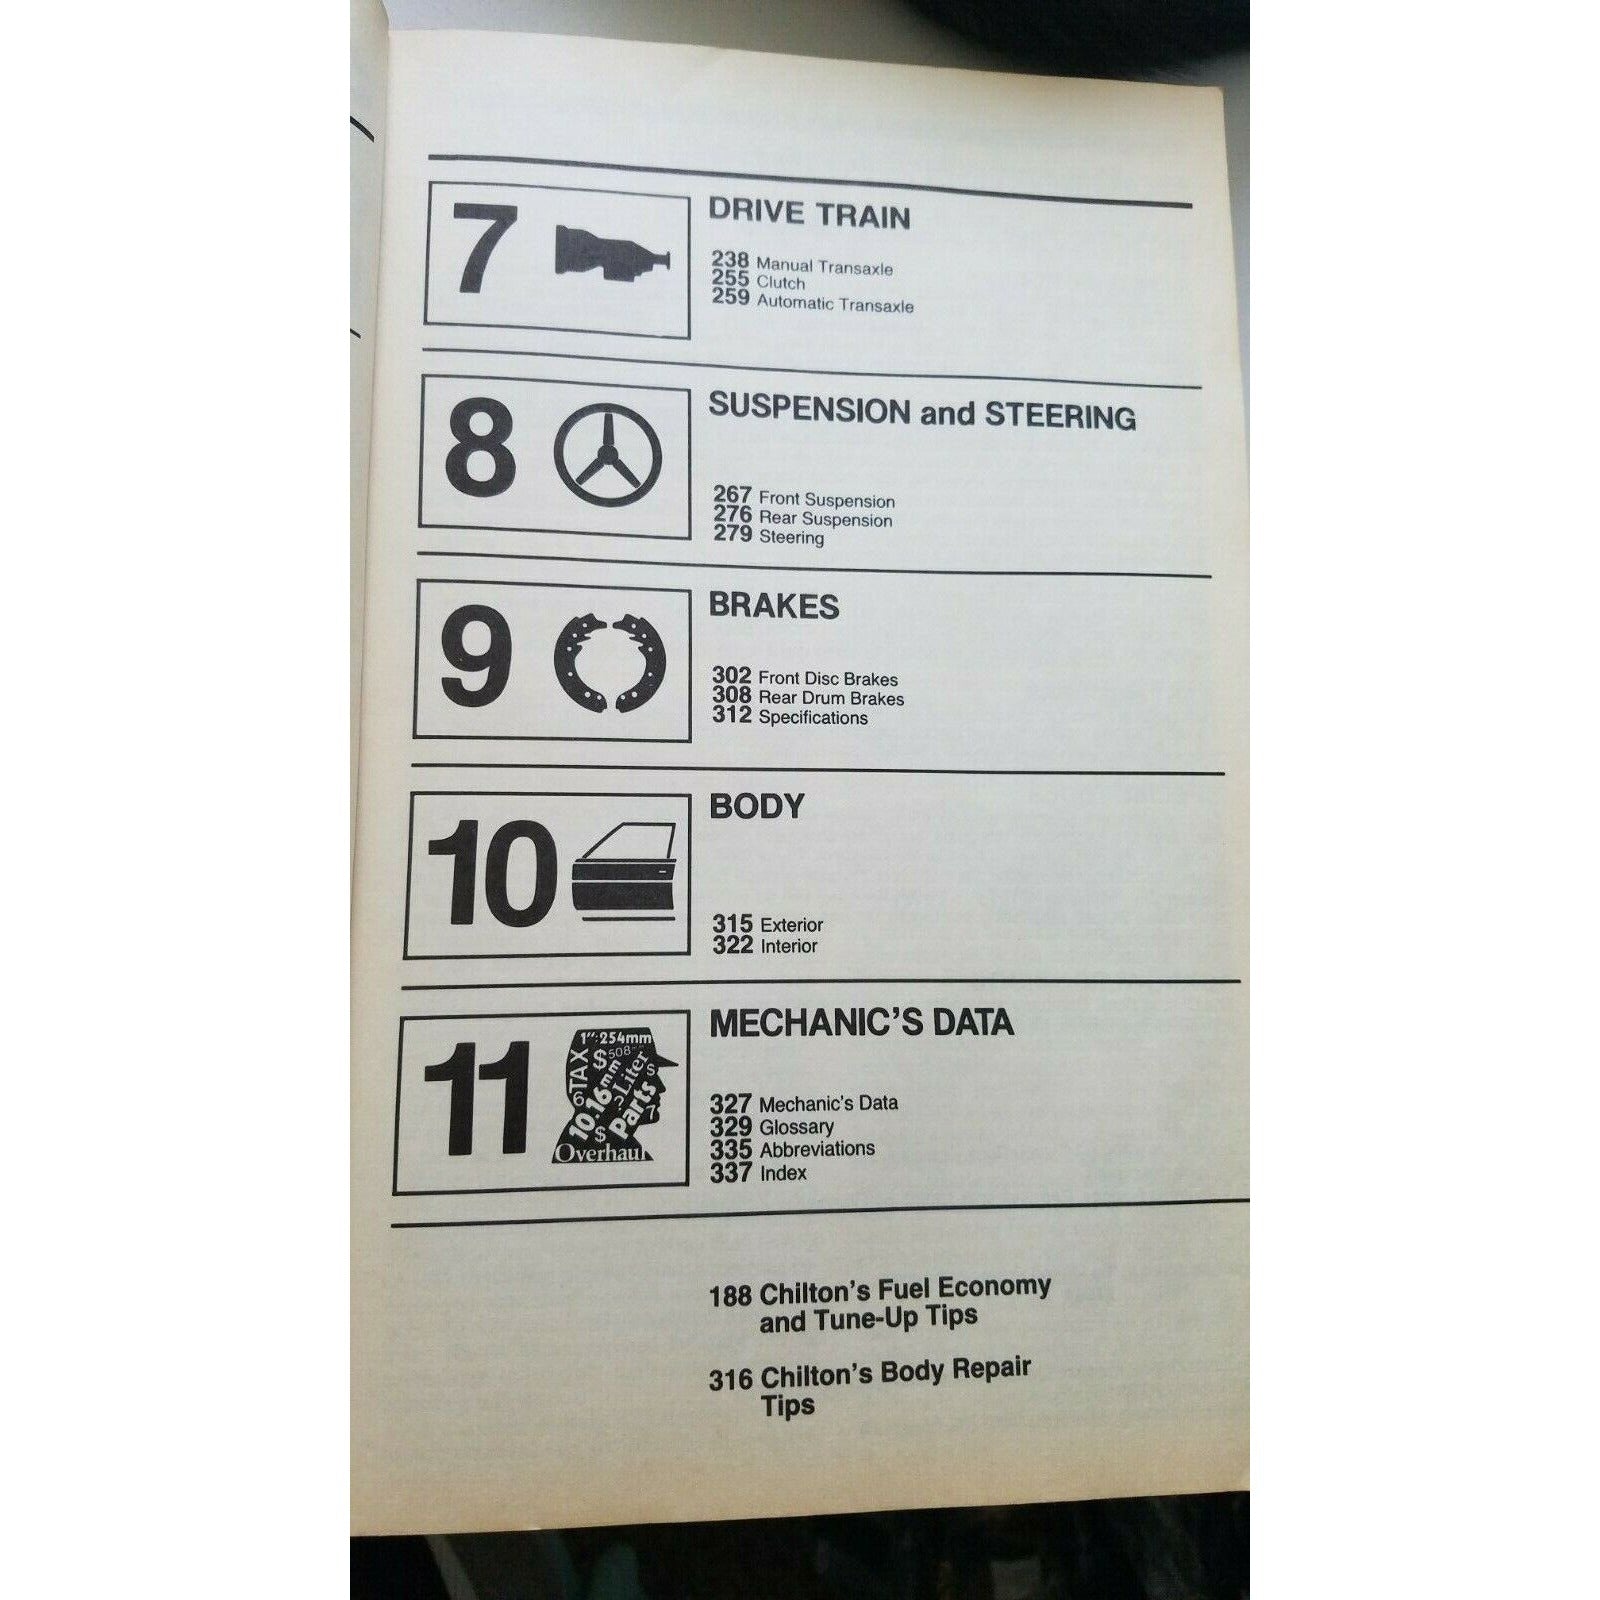 7
DRIVE TRAIN
238 Manual Transaxle
255 Clutch
259 Automatic Transaxle
8
SUSPENSION and STEERING
267 Front Suspension
276 Rear Suspension
279 Steering
9
BRAKES
302 Front Disc Brakes
308 Rear Drum Brakes
312 Specifications
10
BODY
315 Exterior
322 Interior
11
1":254mm
$ 508
6 TAX
10.16mm
Liter
$
Parts
7
$
Overhaul
MECHANIC'S DATA
327 Mechanic's Data
329 Glossary
335 Abbreviations
337 Index
188 Chilton's Fuel Economy
and Tune-Up Tips
316 Chilton's Body Repair
Tips